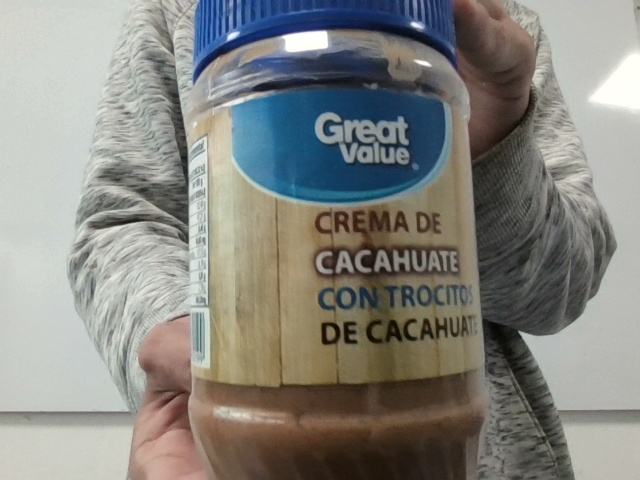 Great
Value
CREMA DE
CACAHUATE
CON TROCITOS
DE CACAHUATE